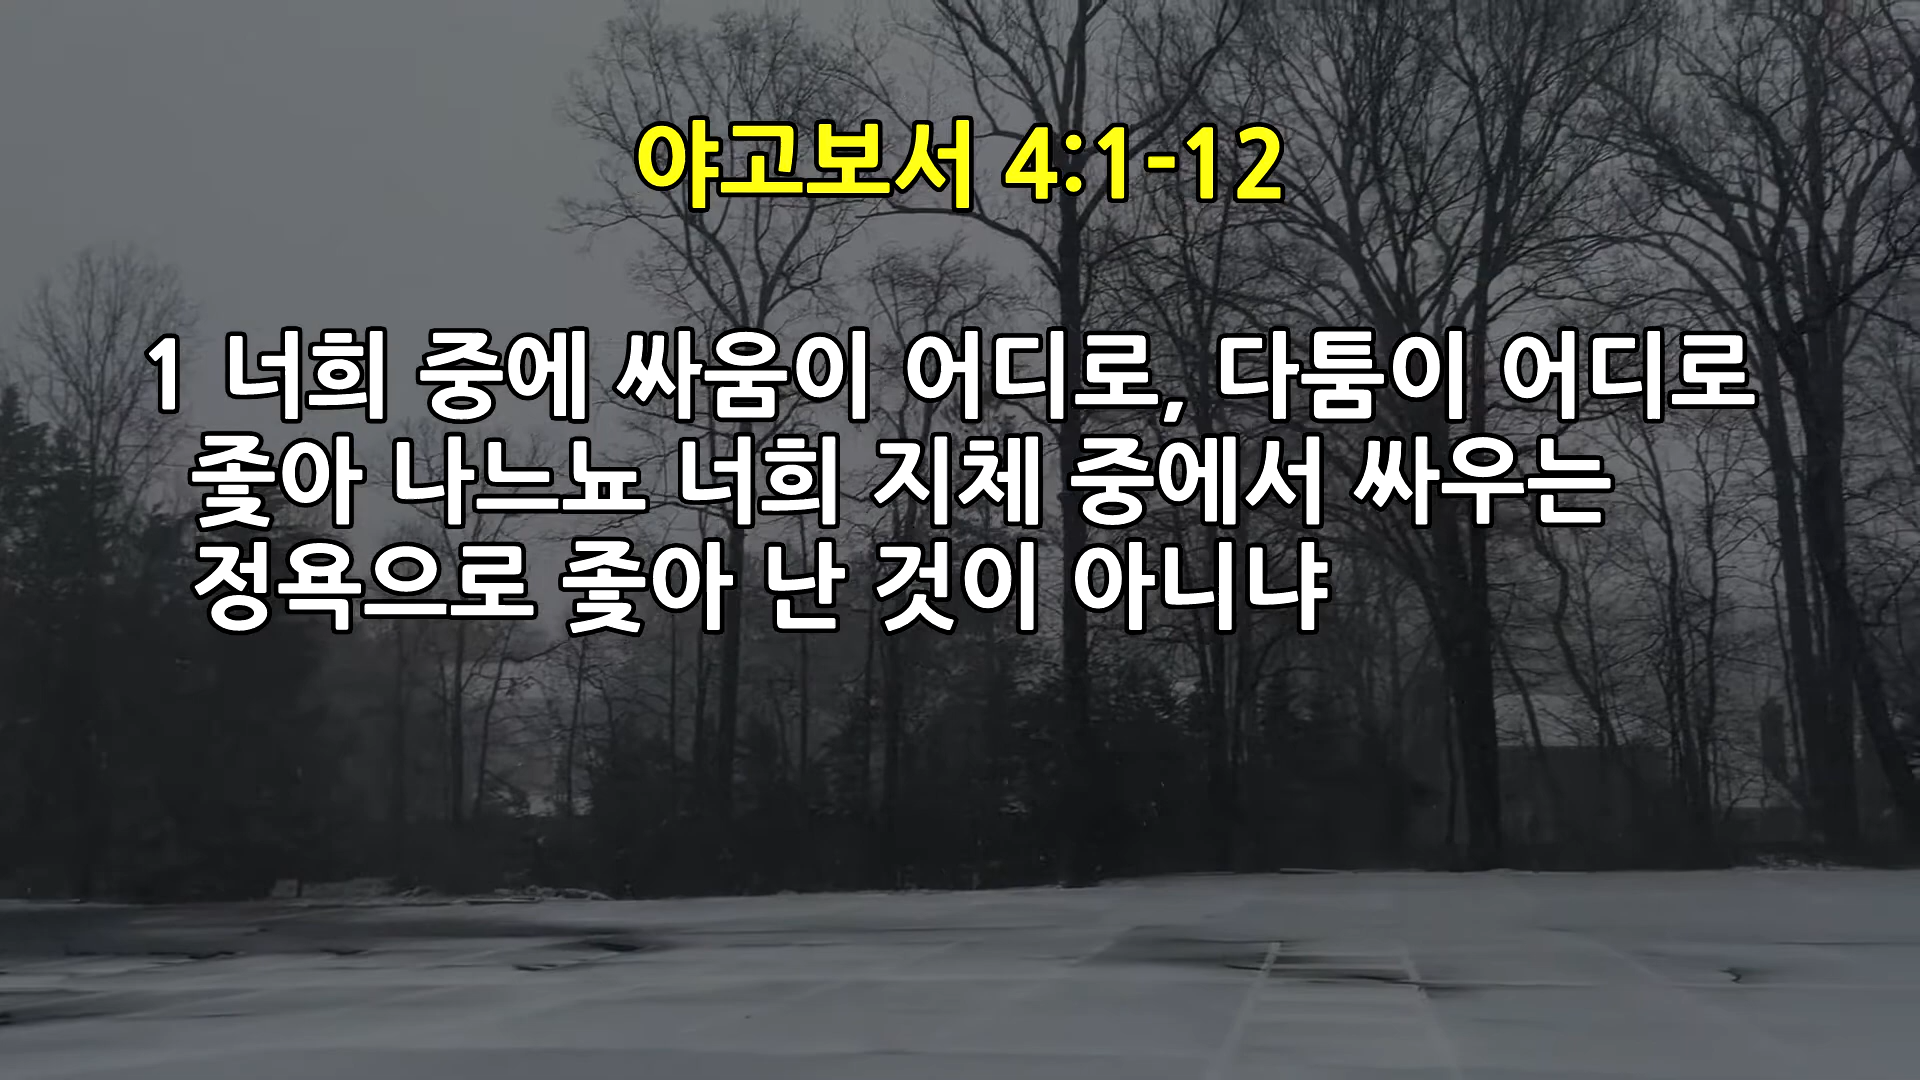 야고보서 4:1-12
1 너희 중에 싸움이 어디로, 다툼이 어디로
좇아 나느뇨 너희 지체 중에서 싸우는
정욕으로 좇아 난 것이 아니냐